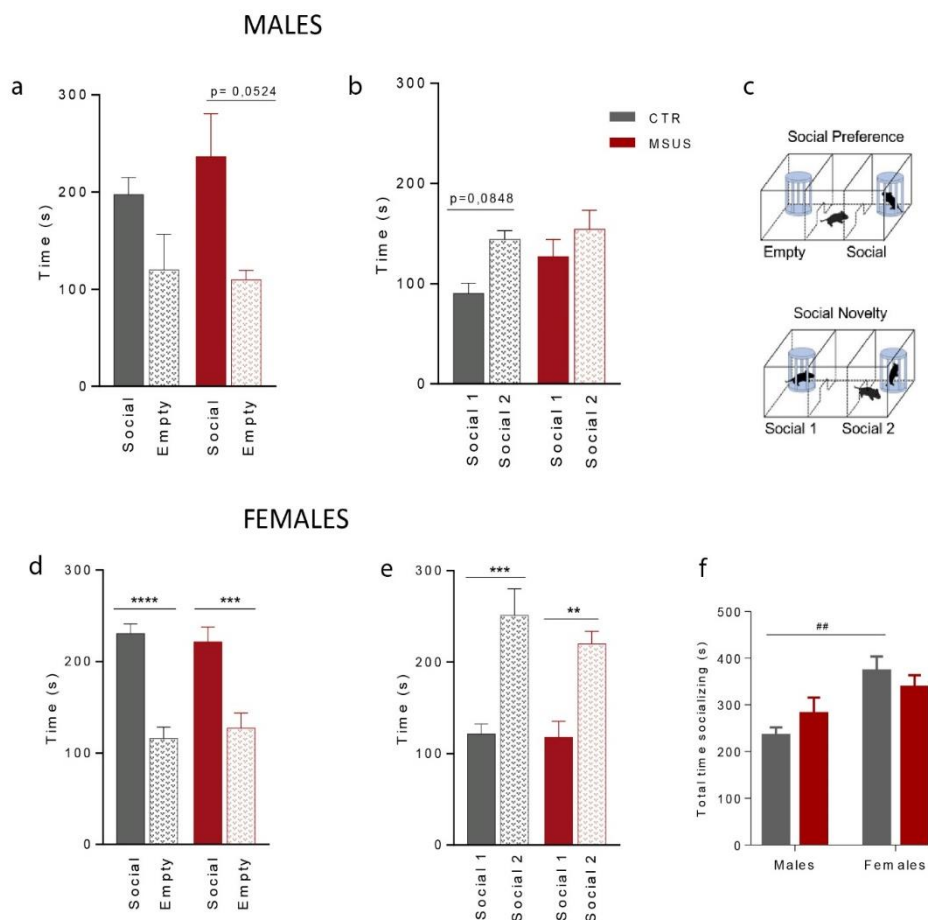 MALES
a
Time (s)
300
200
100
0
p= 0,0524
Social
Empty
Social
Empty
b
Time (s)
300
200
100
0
p=0,0848
CTR
MSUS
Social 1
Social 2
Social 1
Social 2
c
Social Preference
Empty
Social
Social Novelty
Social 1
Social 2
FEMALES
d
Time (s)
300
200
100
0
****
***
Social
Empty
Social
Empty
e
Time (s)
300
200
100
0
***
**
Social 1
Social 2
Social 1
Social 2
f
Total time socializing (s)
500
400
300
200
100
0
##
Males
Females